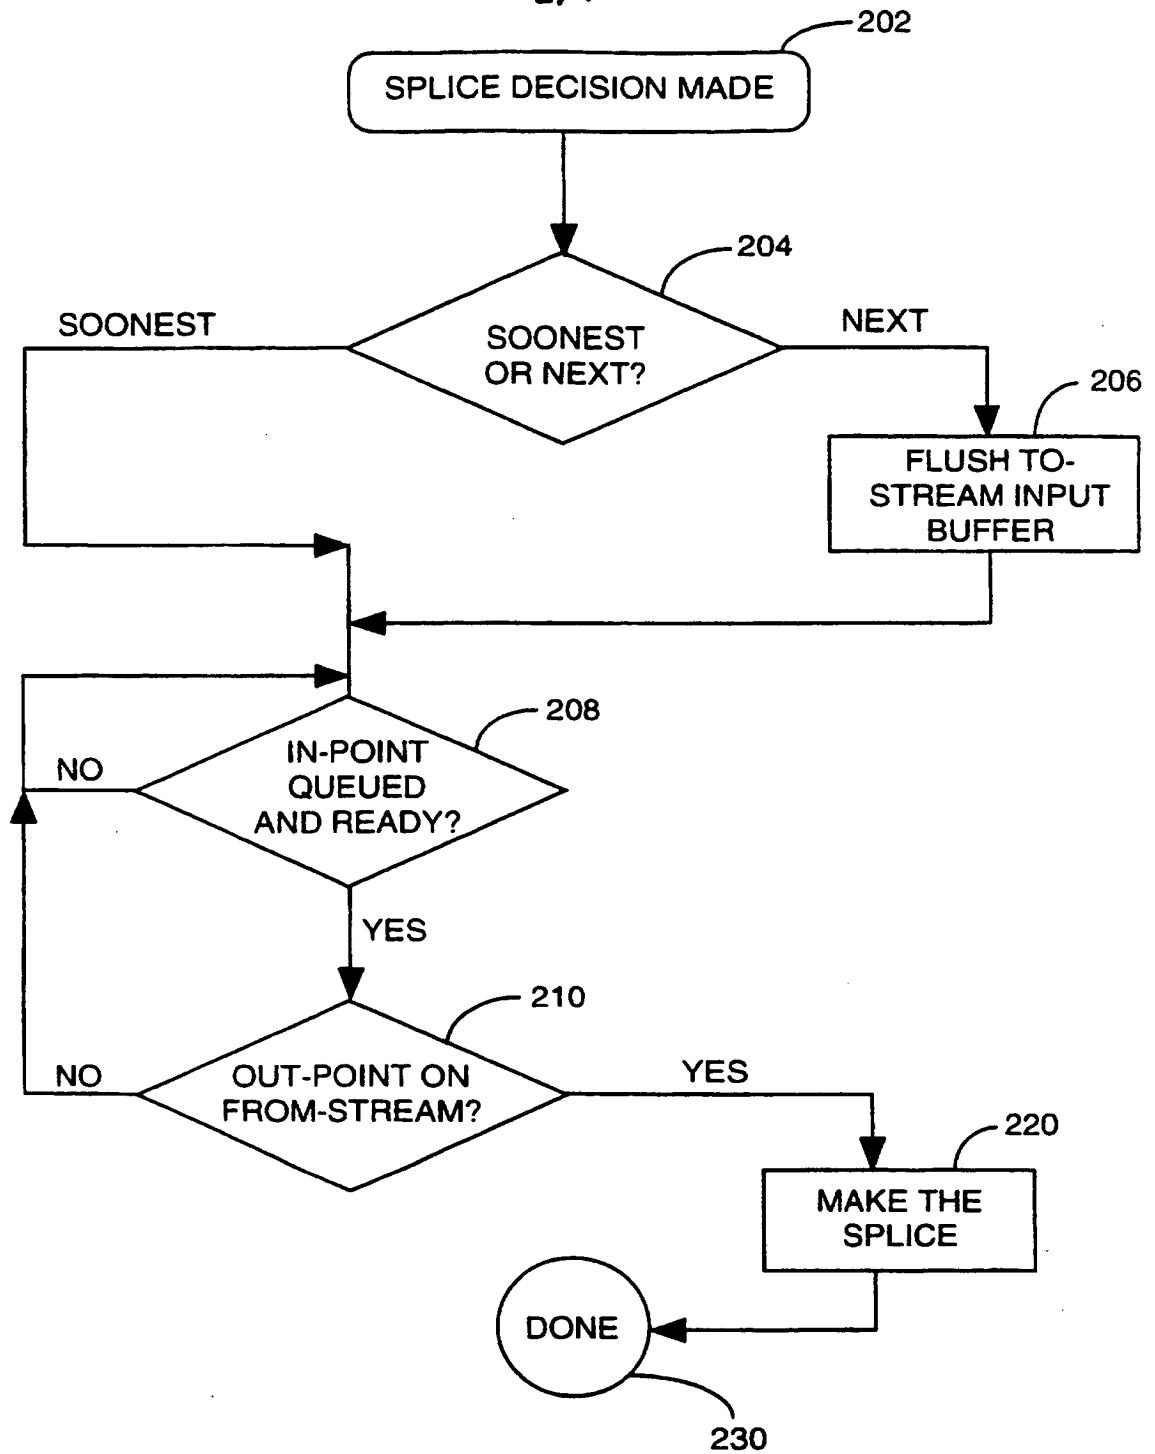 202
SPLICE DECISION MADE
204
SOONEST
NEXT
SOONEST
OR NEXT?
206
FLUSH TO-
STREAM INPUT
BUFFER
208
IN-POINT
QUEUED
AND READY?
NO
YES
210
OUT-POINT ON
FROM-STREAM?
NO
YES
220
MAKE THE
SPLICE
DONE
230